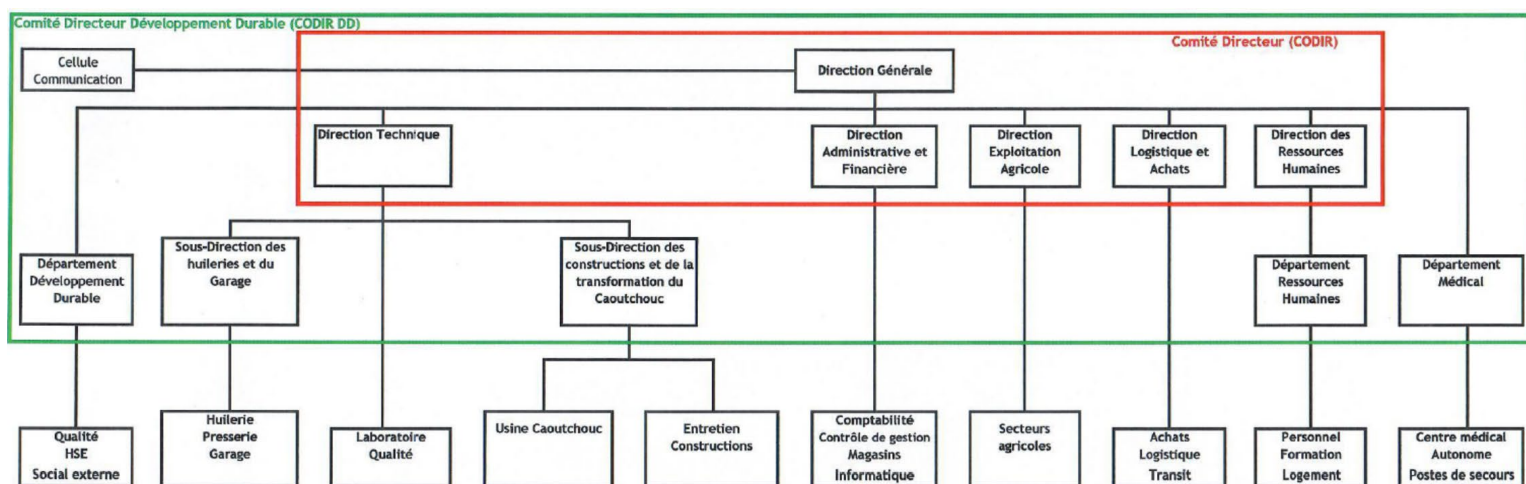 Comité Directeur Développement Durable (CODIR DD)
Comité Directeur (CODIR)
Cellule
Communication
Direction Générale
Direction Technique
Direction
Administrative et
Financière
Direction
Exploitation
Agricole
Direction
Logistique et
Achats
Direction des
Ressources
Humaines
Département
Développement
Durable
Sous-Direction des
huileries et du
Garage
Sous-Direction des
constructions et de la
transformation du
Caoutchouc
Département
Ressources
Humaines
Département
Médical
Qualité
HSE
Social externe
Huilerie
Presserie
Garage
Laboratoire
Qualité
Usine Caoutchouc
Entretien
Constructions
Comptabilité
Contrôle de gestion
Magasins
Informatique
Secteurs
agricoles
Achats
Logistique
Transit
Personnel
Formation
Logement
Centre médical
Autonome
Postes de secours